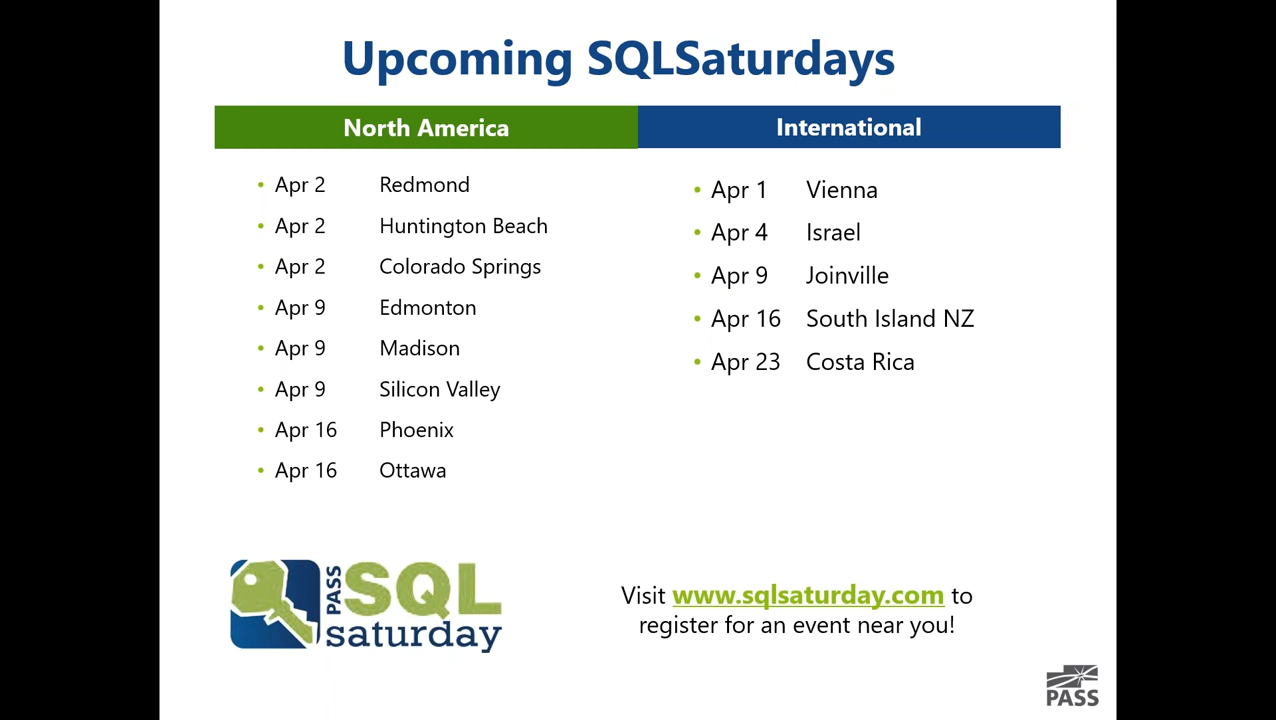 Upcoming SQLSaturdays
North America
• Apr 2 Redmond
• Apr 2 Huntington Beach
• Apr 2 Colorado Springs
• Apr 9 Edmonton
• Apr 9 Madison
• Apr 9 Silicon Valley
• Apr 16 Phoenix
• Apr 16 Ottawa
International
• Apr 1 Vienna
• Apr 4 Israel
• Apr 9 Joinville
• Apr 16 South Island NZ
• Apr 23 Costa Rica
PASS
SQL
saturday
Visit www.sqlsaturday.com to
register for an event near you!
PASS